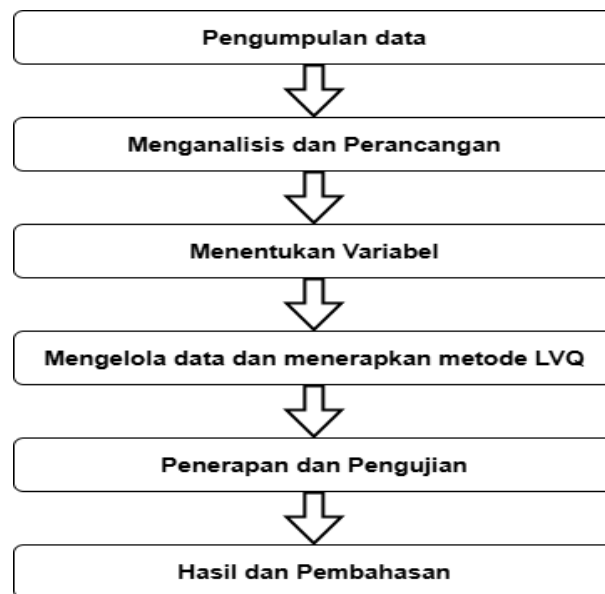 Pengumpulan data
Menganalisis dan Perancangan
Menentukan Variabel
Mengelola data dan menerapkan metode LVQ
Penerapan dan Pengujian
Hasil dan Pembahasan